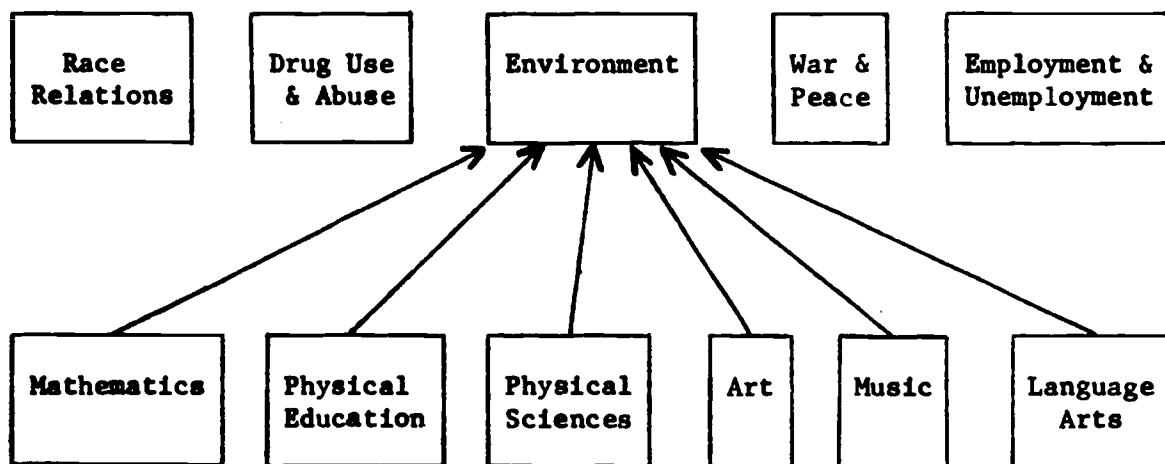 Race
Relations
Drug Use
& Abuse
Environment
War &
Peace
Employment &
Unemployment
Mathematics
Physical
Education
Physical
Sciences
Art
Music
Language
Arts